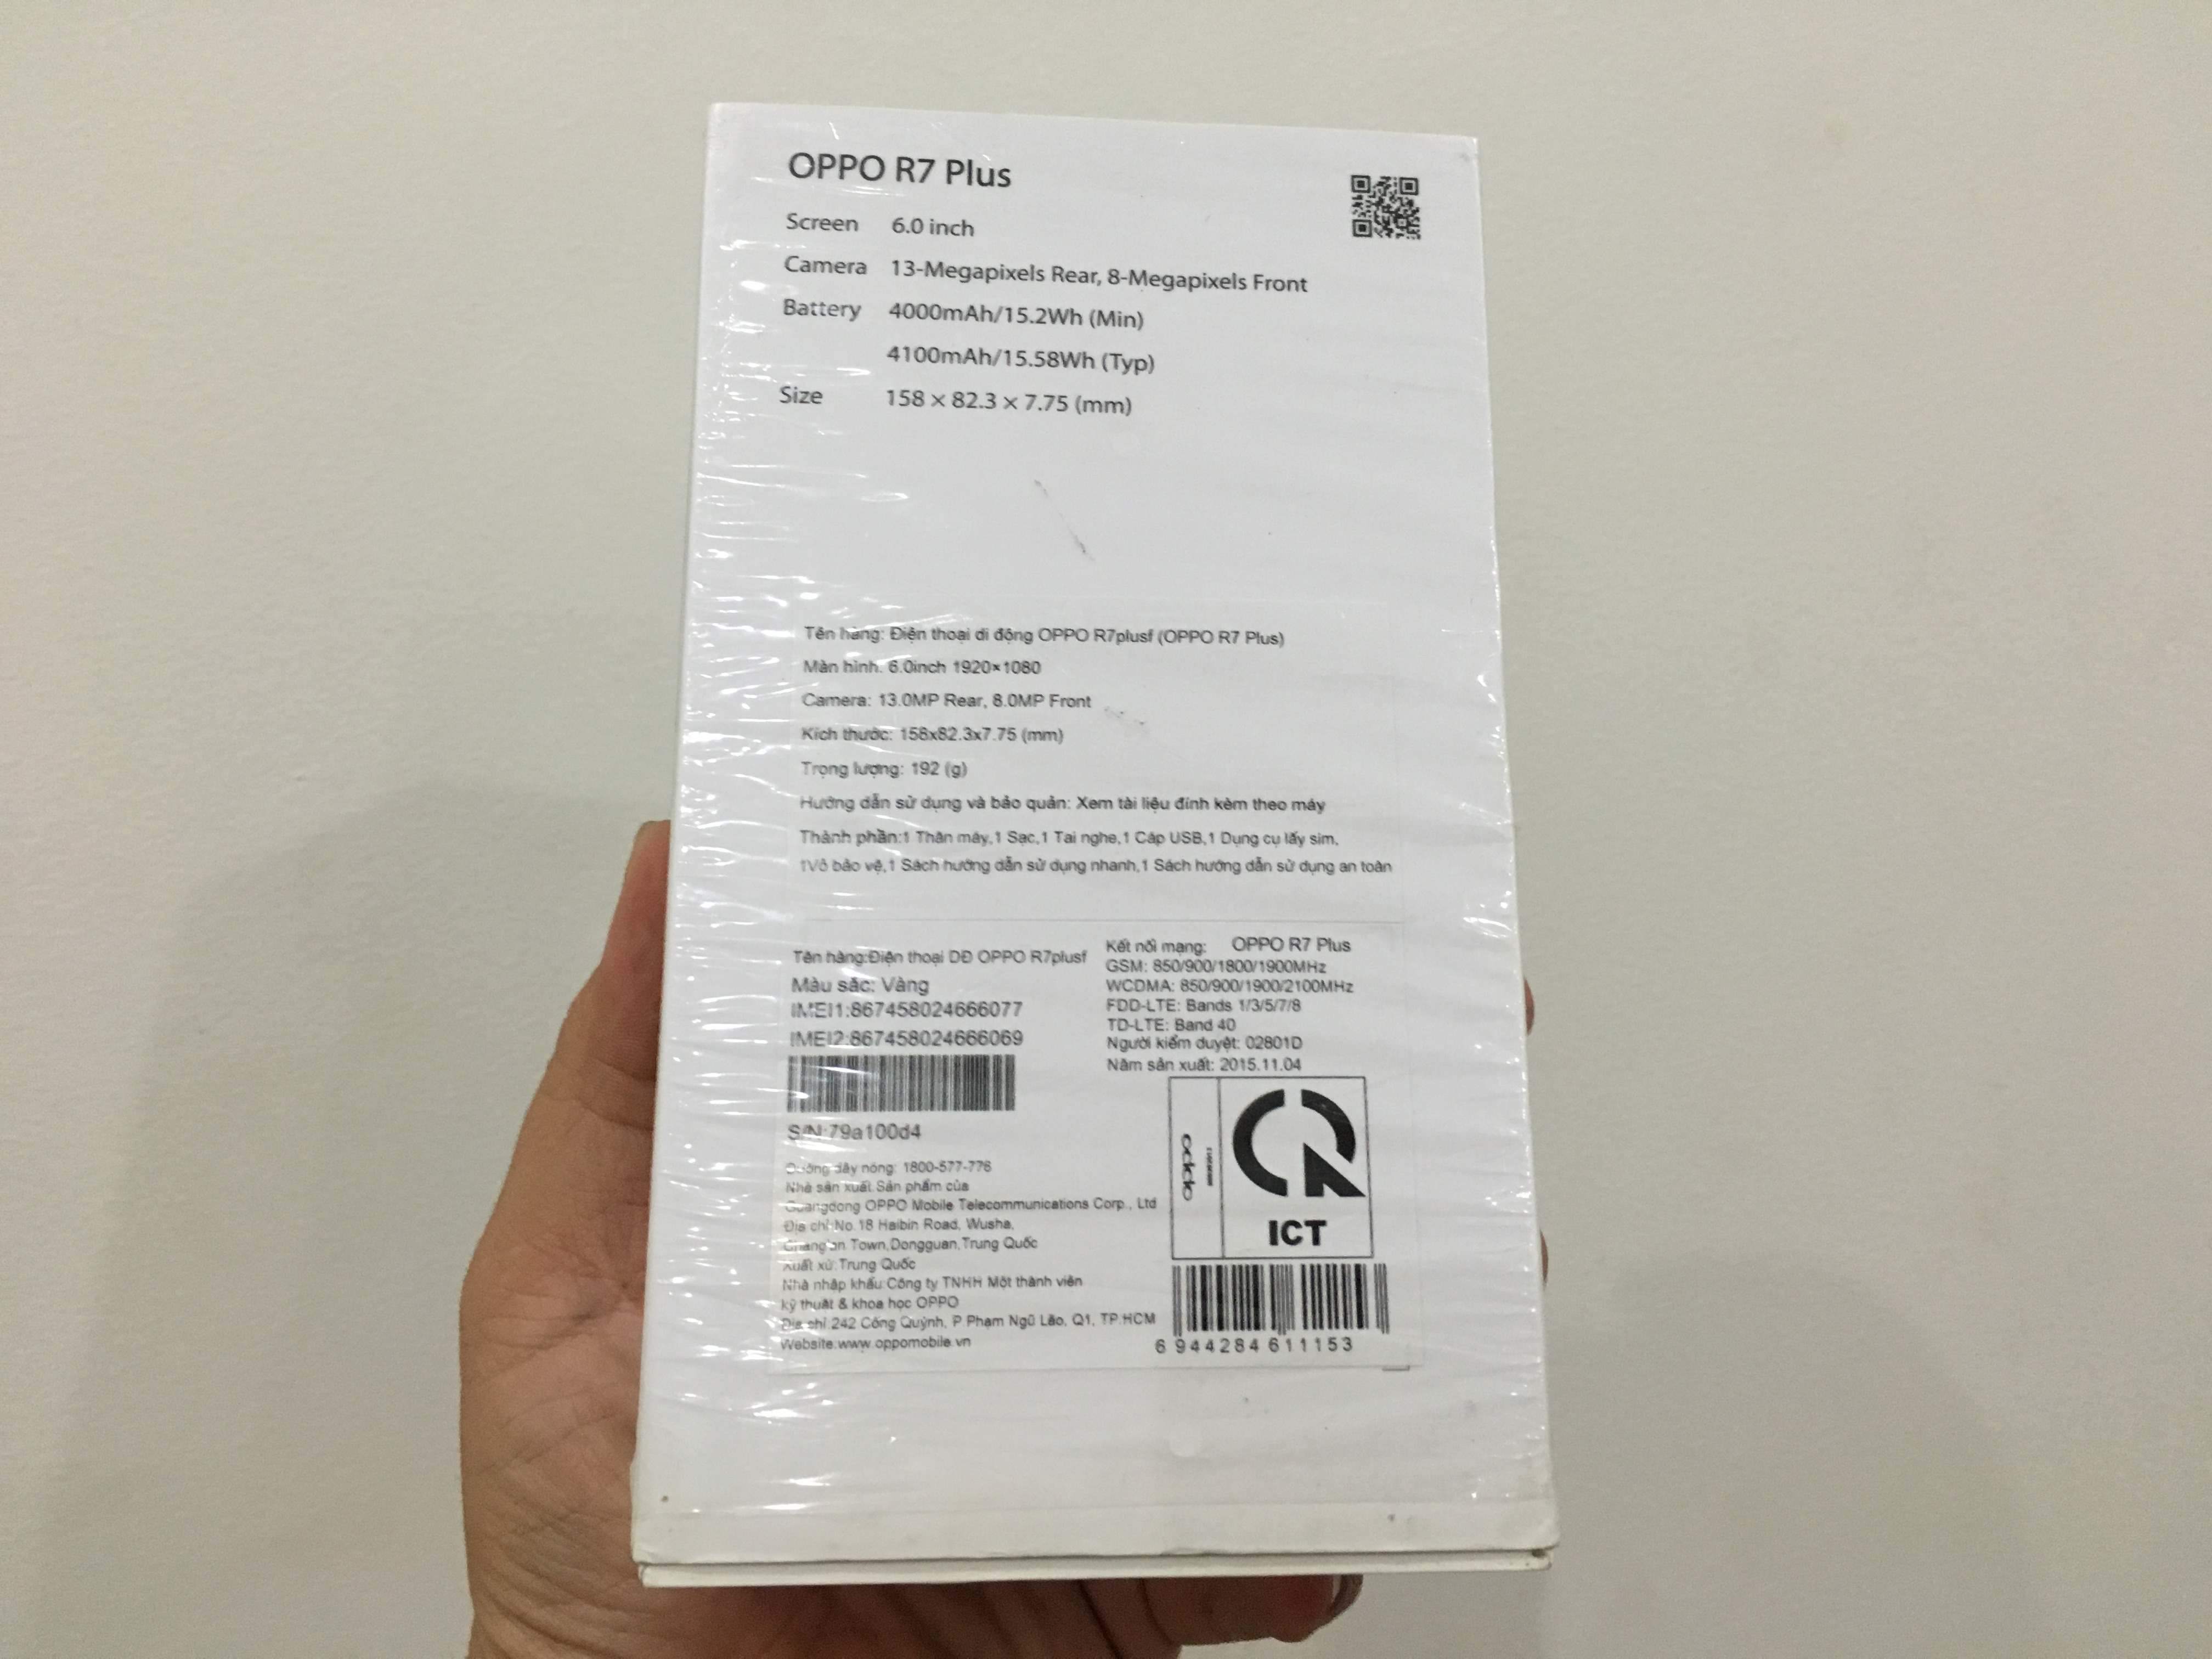 OPPO R7 Plus
Screen 6.0 inch
Camera 13-Megapixels Rear, 8-Megapixels Front
Battery 4000mAh/15.2Wh (Min)
4100mAh/15.58Wh (Typ)
Size 158 × 82.3 × 7.75 (mm)
Tên hàng: Điện thoại di động OPPO R7plusf (OPPO R7 Plus)
Màn hình: 6.0inch 1920×1080
Camera: 13.0MP Rear, 8.0MP Front
Kích thước: 158x82.3x7.75 (mm)
Trọng lượng: 192 (g)
Hướng dẫn sử dụng và bảo quản: Xem tài liệu đính kèm theo máy
Thành phần:1 Thân máy,1 Sạc,1 Tai nghe,1 Cáp USB,1 Dụng cụ lấy sim,
1Vỏ bảo vệ,1 Sách hướng dẫn sử dụng nhanh,1 Sách hướng dẫn sử dụng an toàn
Tên hàng:Điện thoại DĐ OPPO R7plusf
Màu sắc: Vàng
IMEI1:867458024666077
IMEI2:867458024666069
S/N:79a100d4
Đường dây nóng: 1800-577-776
Nhà sản xuất:Sản phẩm của
Guangdong OPPO Mobile Telecommunications Corp., Ltd
Địa chỉ:No.18 Haibin Road, Wusha,
Chang'an Town,Dongguan,Trung Quốc
Xuất xứ:Trung Quốc
Nhà nhập khẩu:Công ty TNHH Một thành viên
kỹ thuật & khoa học OPPO
Địa chỉ 242 Cống Quỳnh, P.Phạm Ngũ Lão, Q1, TP.HCM
Website:www.oppomobile.vn
Kết nối mạng: OPPO R7 Plus
GSM: 850/900/1800/1900MHz
WCDMA: 850/900/1900/2100MHz
FDD-LTE: Bands 1/3/5/7/8
TD-LTE: Band 40
Người kiểm duyệt: 02801D
Năm sản xuất: 2015.11.04
oppo
ICT
6 944284 611153